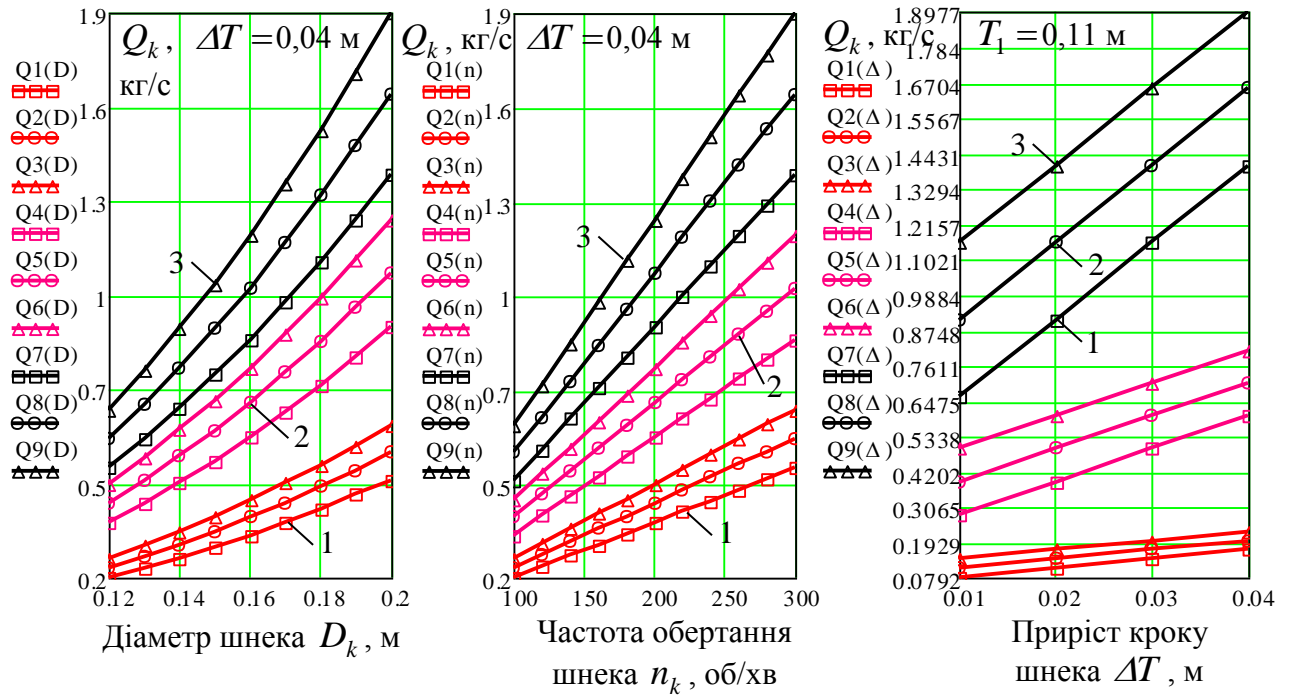 1.9
Q_k , ΔT = 0,04 м
кг/с
Q1(D)
Q2(D)
Q3(D)
Q4(D)
Q5(D)
Q6(D)
Q7(D)
Q8(D)
Q9(D)
1.6
1.3
1
0.7
0.5
0.2
3
2
1
0.12 0.14 0.16 0.18 0.2
Діаметр шнека D_k , м
1.9
Q_k , кг/с ΔT = 0,04 м
Q1(n)
Q2(n)
Q3(n)
Q4(n)
Q5(n)
Q6(n)
Q7(n)
Q8(n)
Q9(n)
1.6
1.3
1
0.7
0.5
0.2
3
2
1
100 150 200 250 300
Частота обертання
шнека n_k , об/хв
1.8977
Q_k , кг/с T_1 = 0,11 м
Q1(Δ)
Q2(Δ)
Q3(Δ)
Q4(Δ)
Q5(Δ)
Q6(Δ)
Q7(Δ)
Q8(Δ)
Q9(Δ)
1.784
1.6704
1.5567
1.4431
1.3294
1.2157
1.1021
0.9884
0.8748
0.7611
0.6475
0.5338
0.4202
0.3065
0.1929
0.0792
3
2
1
0.01 0.02 0.03 0.04
Приріст кроку
шнека ΔT , м